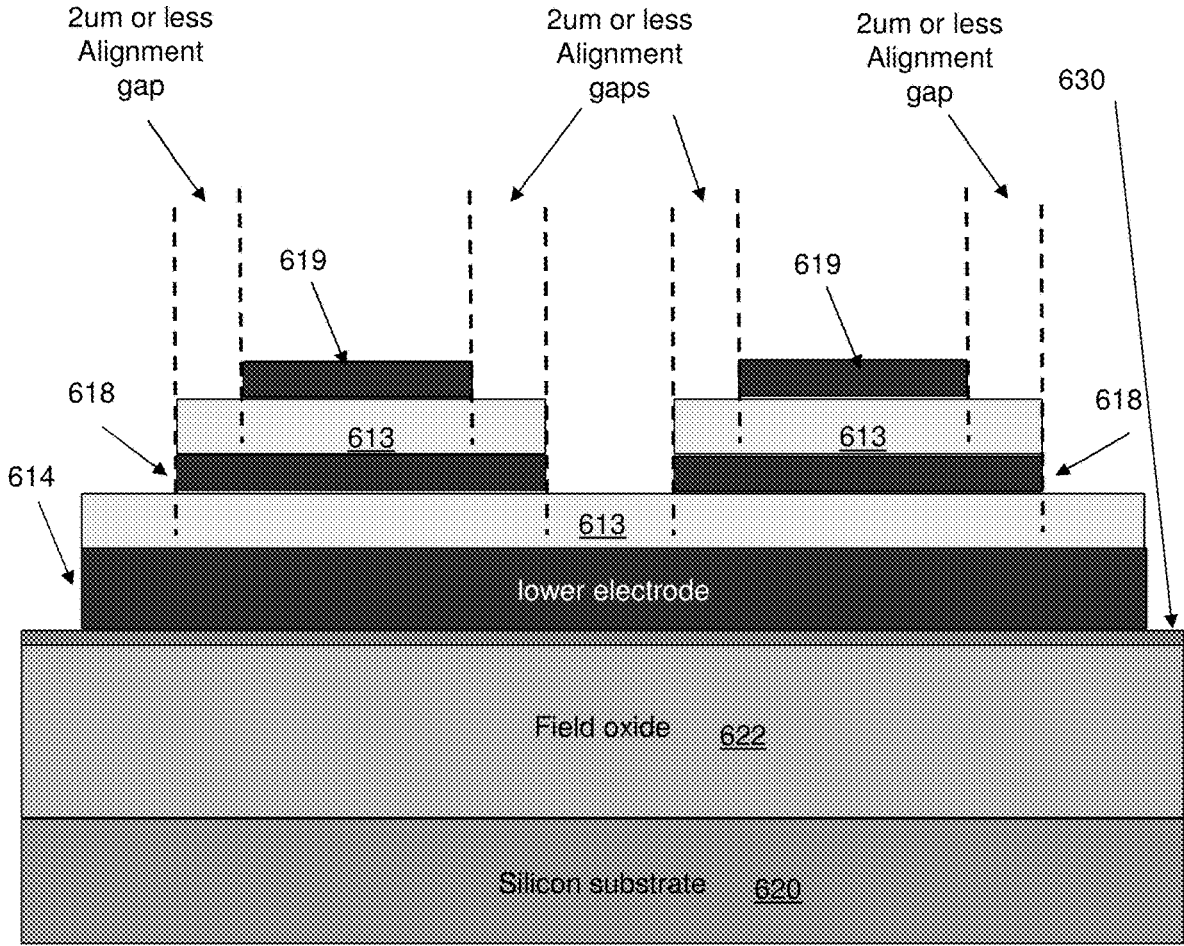 2um or less
Alignment
gap
2um or less
Alignment
gaps
2um or less
Alignment
gap
630
619
619
618
613
613
618
614
613
lower electrode
Field oxide 622
Silicon substrate 620